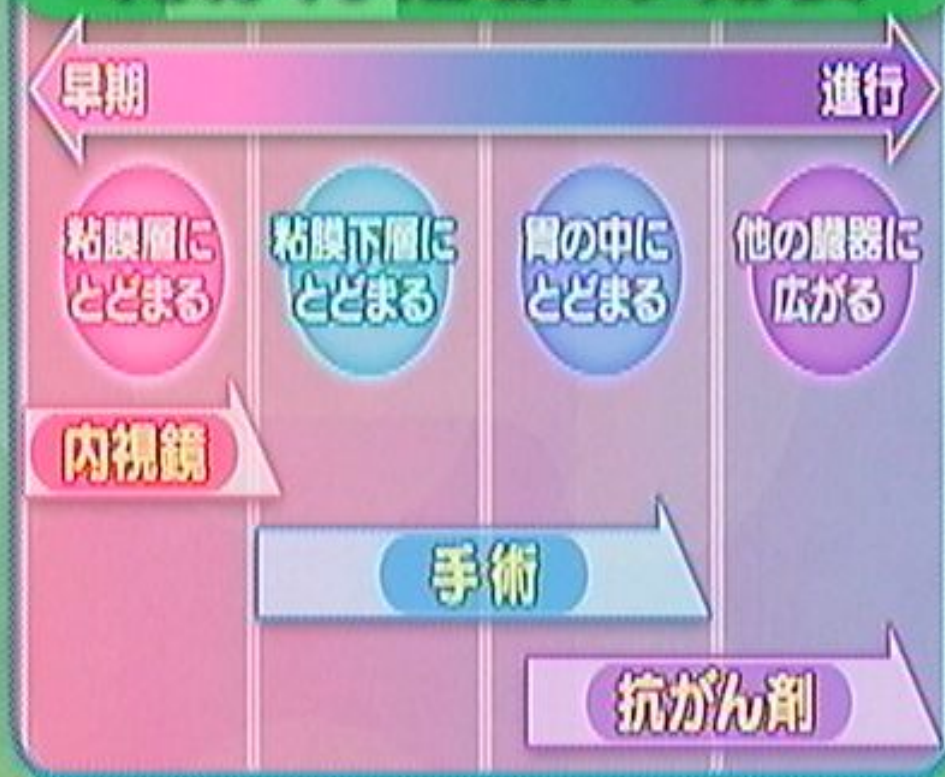 早期
進行
粘膜層に
とどまる
粘膜下層に
とどまる
胃の中に
とどまる
他の臓器に
広がる
内視鏡
手術
抗がん剤